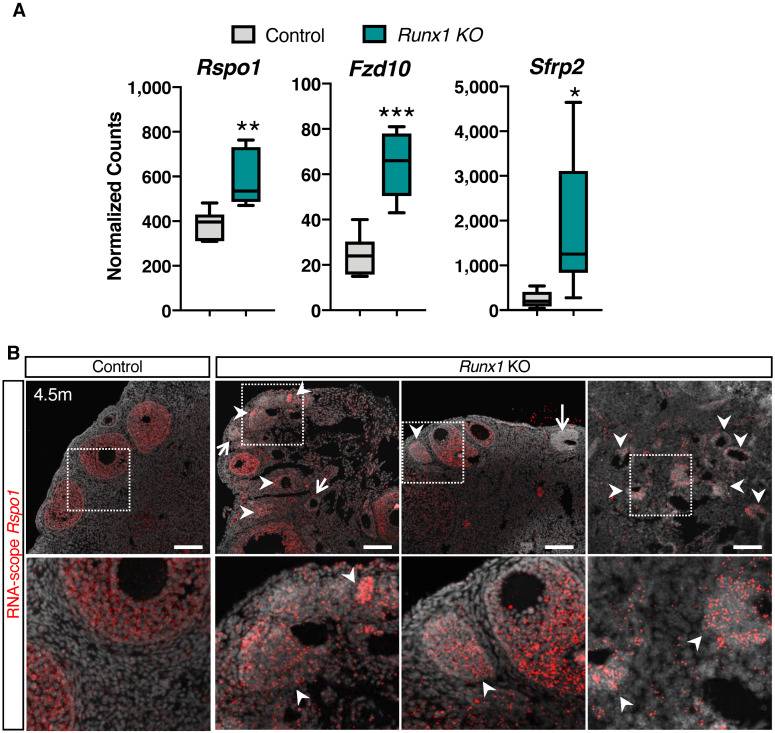 A
Control Runx1 KO
Rspo1 Fzd10 Sfrp2
Normalized Counts
1,000
800
600
400
200
0
**
100
80
60
40
20
0
***
5,000
4,000
3,000
2,000
1,000
0
*
B
Control Runx1 KO
RNA-scope Rspo1
4.5m